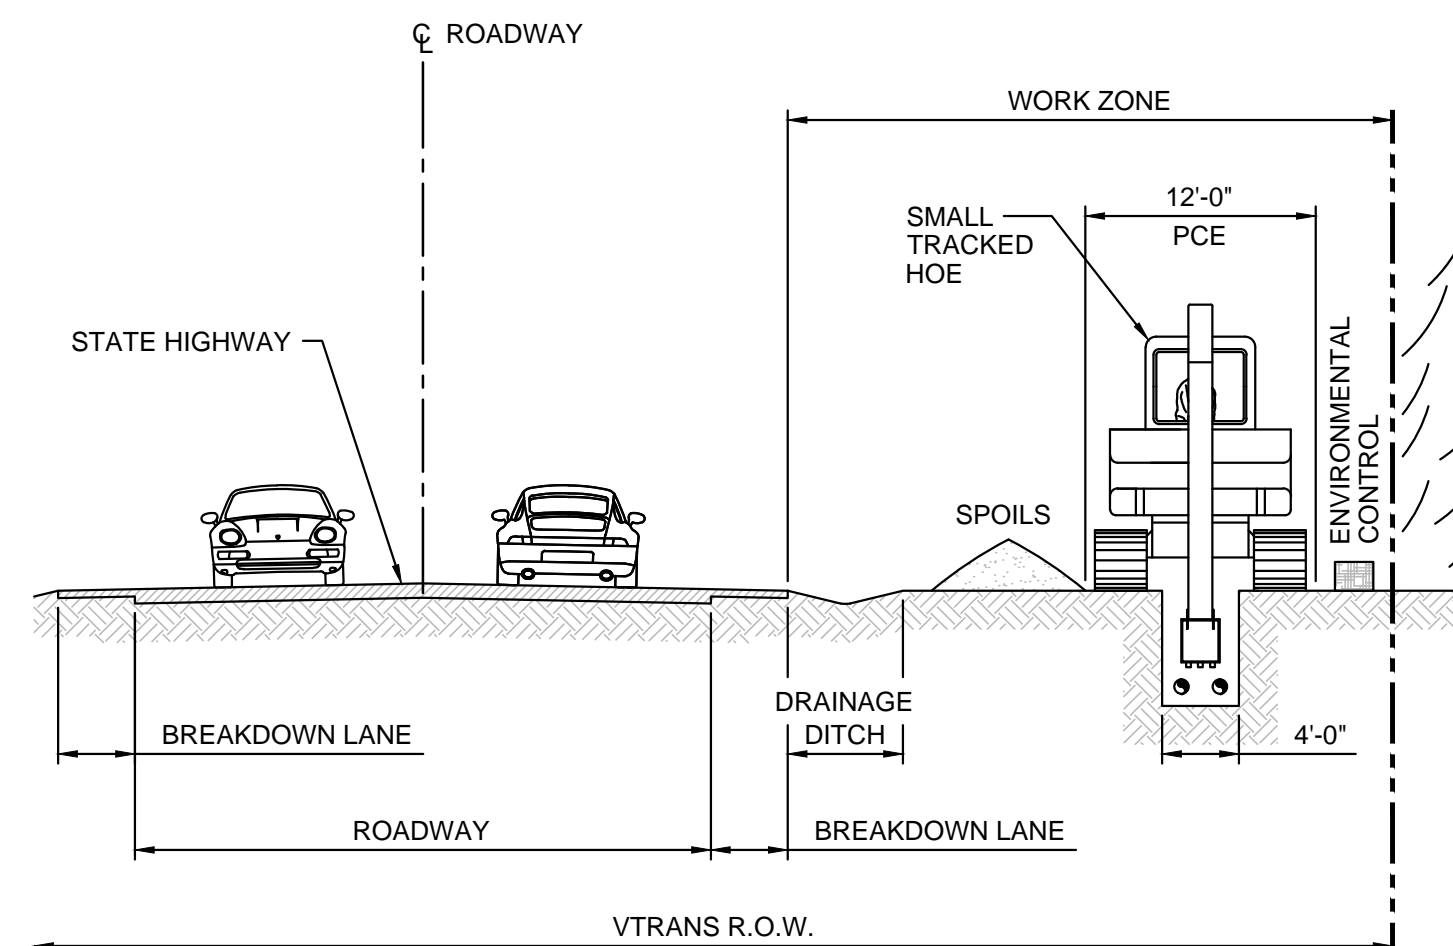 ℄ ROADWAY
WORK ZONE
12'-0"
PCE
SMALL
TRACKED
HOE
STATE HIGHWAY
ENVIRONMENTAL
CONTROL
SPOILS
DRAINAGE
DITCH
BREAKDOWN LANE
4'-0"
ROADWAY
BREAKDOWN LANE
VTRANS R.O.W.